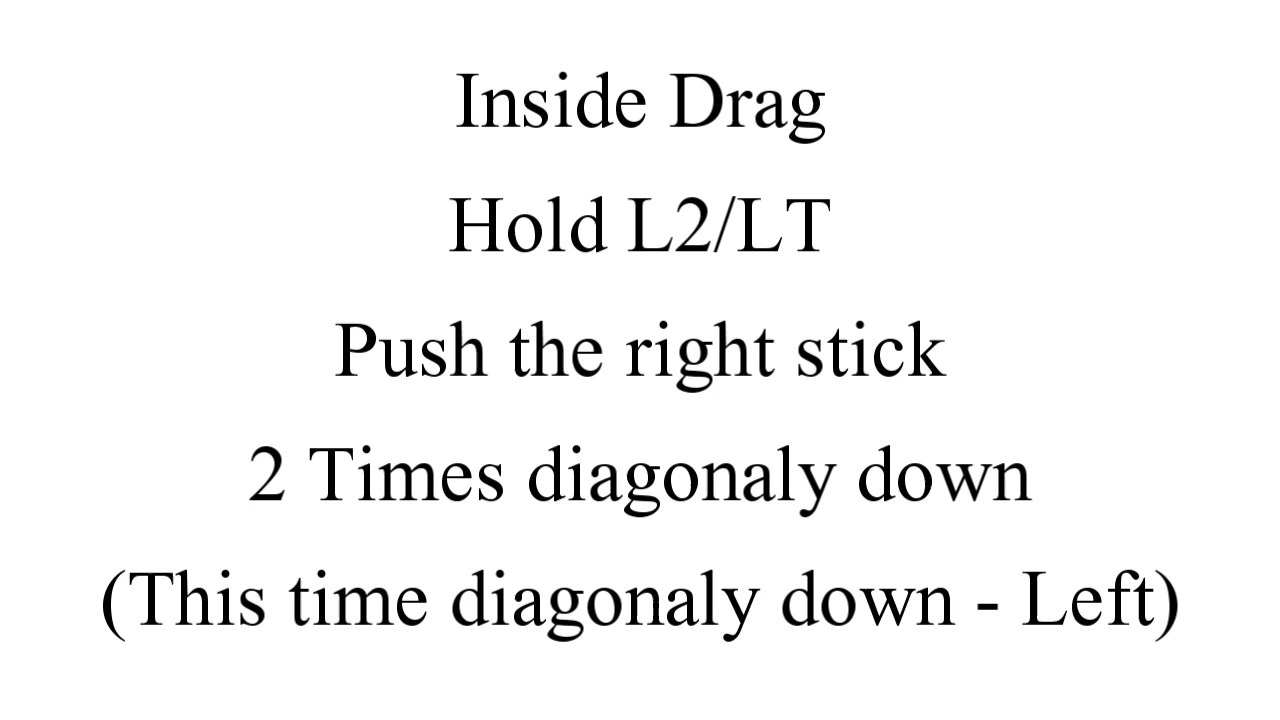 Inside Drag
Hold L2/LT
Push the right stick
2 Times diagonaly down
(This time diagonaly down - Left)